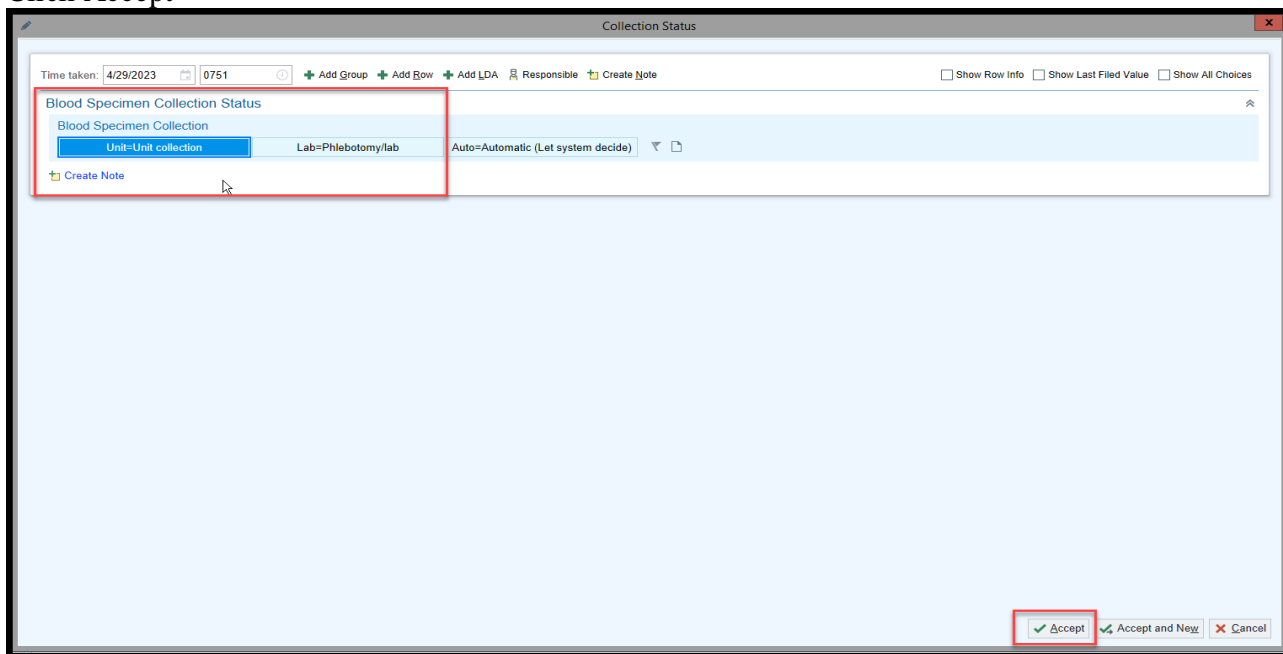 Click Accept
Collection Status
Time taken: 4/29/2023 0751 Add Group Add Row Add LDA Responsible Create Note Show Row Info Show Last Filed Value Show All Choices
Blood Specimen Collection Status
Blood Specimen Collection
Unit=Unit collection Lab=Phlebotomy/lab Auto=Automatic (Let system decide)
Create Note
Accept Accept and New Cancel